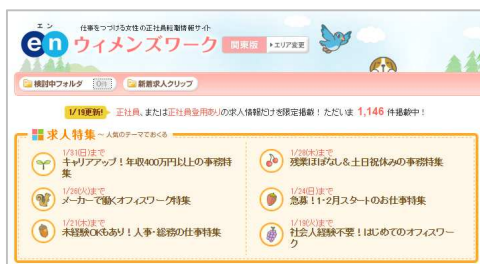 エン
en
仕事をつづける女性の正社員転職情報サイト
ウィメンズワーク 関東版 エリア変更
検討中フォルダ 0件 新着求人クリップ
1/19更新! 正社員、または正社員登用ありの求人情報だけを限定掲載！ただいま 1,146 件掲載中！
求人特集 ～ 人気のテーマでおくる
1/31(日)まで
キャリアアップ！年収400万円以上の事務特集
1/28(木)まで
残業ほぼなし&土日祝休みの事務特集
1/26(火)まで
メーカーで働くオフィスワーク特集
1/24(日)まで
急募！1・2月スタートのお仕事特集
1/21(木)まで
未経験OKもあり！人事・総務の仕事特集
1/19(火)まで
社会人経験不要！はじめてのオフィスワーク